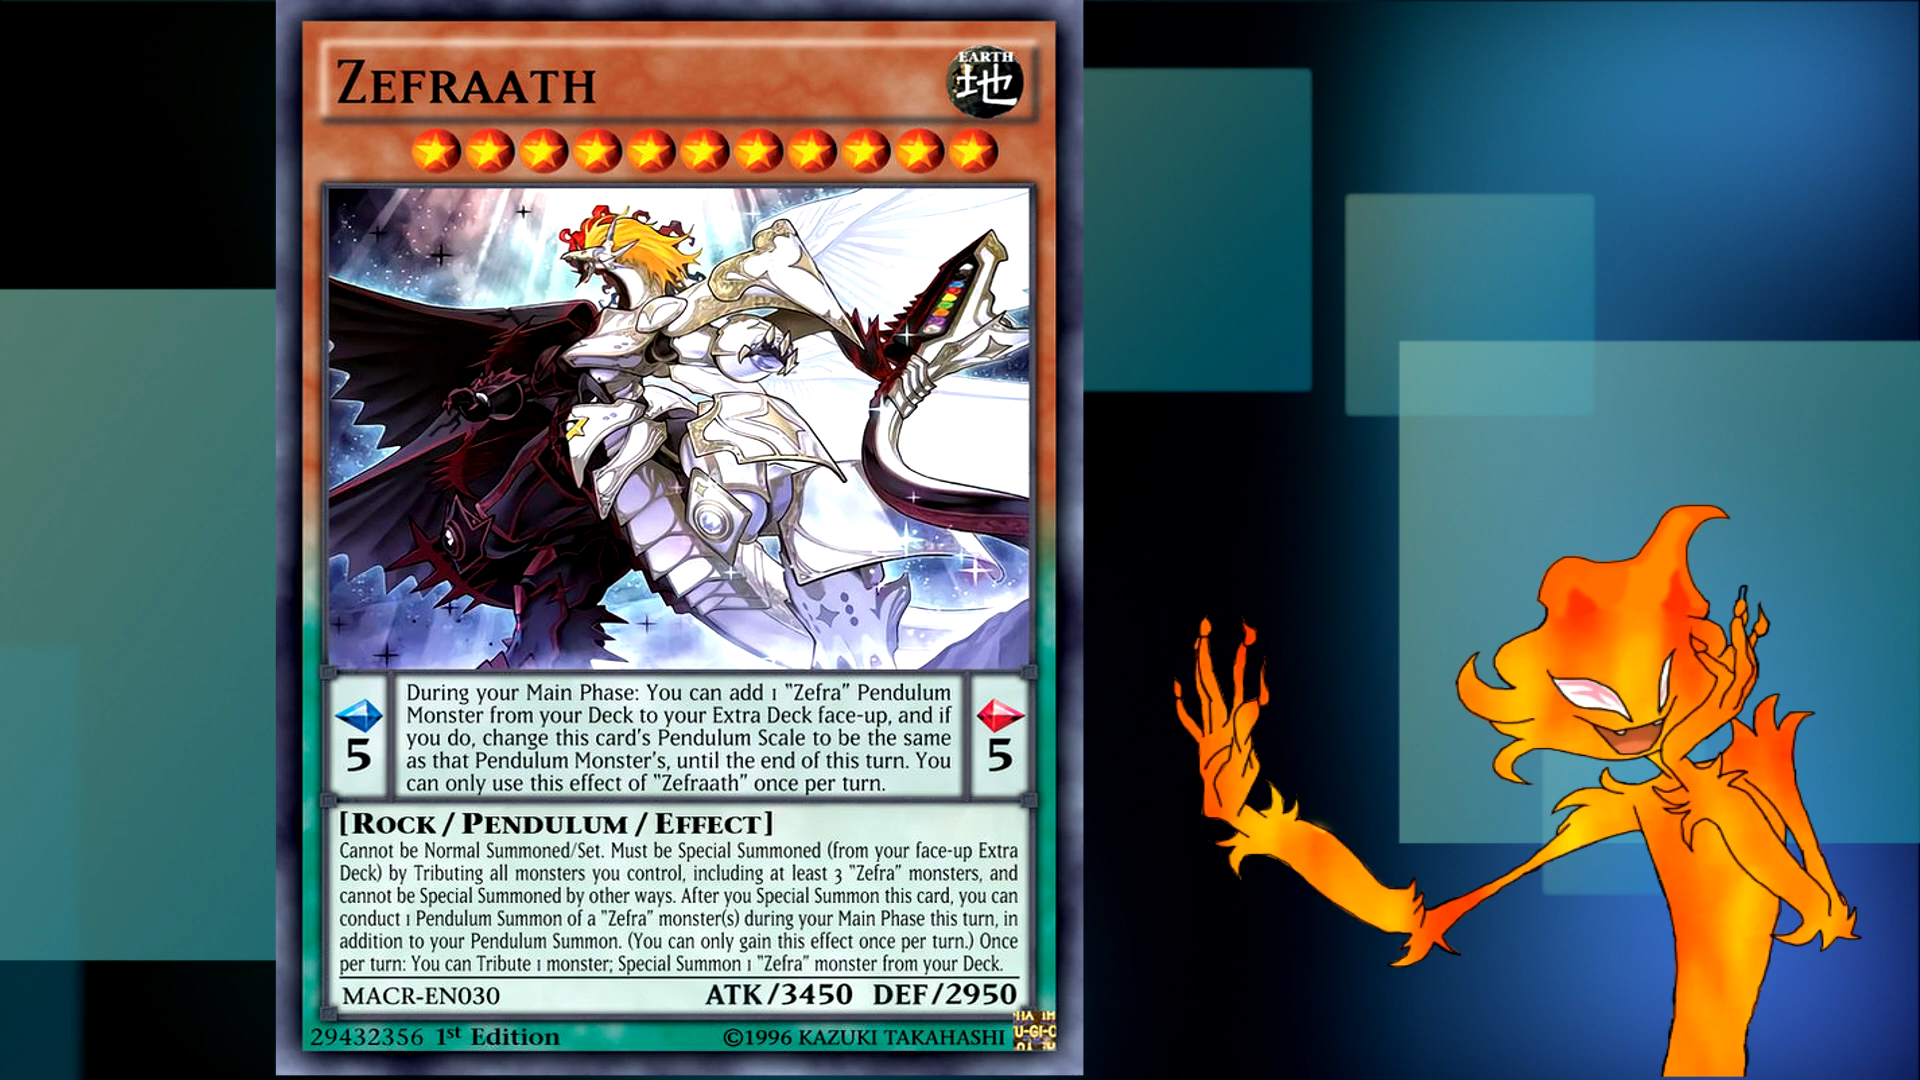 ZEFRAATH
EARTH
地
During your Main Phase: You can add 1 "Zefra" Pendulum
Monster from your Deck to your Extra Deck face-up, and if
you do, change this card's Pendulum Scale to be the same
as that Pendulum Monster's, until the end of this turn. You
can only use this effect of "Zefraath" once per turn.
5
5
[ROCK / PENDULUM / EFFECT]
Cannot be Normal Summoned/Set. Must be Special Summoned (from your face-up Extra
Deck) by Tributing all monsters you control, including at least 3 "Zefra" monsters, and
cannot be Special Summoned by other ways. After you Special Summon this card, you can
conduct 1 Pendulum Summon of a "Zefra" monster(s) during your Main Phase this turn, in
addition to your Pendulum Summon. (You can only gain this effect once per turn.) Once
per turn: You can Tribute 1 monster; Special Summon 1 "Zefra" monster from your Deck.
MACR-EN030
ATK/3450 DEF/2950
29432356 1st Edition
©1996 KAZUKI TAKAHASHI